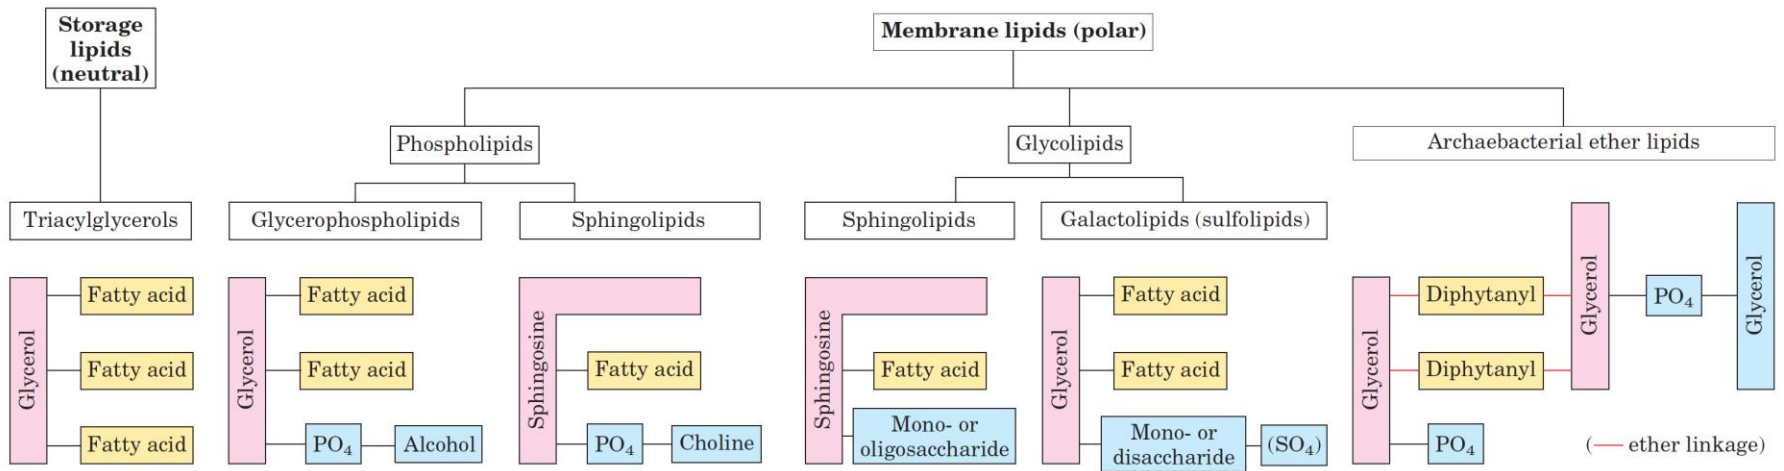 Storage
lipids
(neutral)
Membrane lipids (polar)
Phospholipids
Glycolipids
Archaebacterial ether lipids
Triacylglycerols
Glycerophospholipids
Sphingolipids
Sphingolipids
Galactolipids (sulfolipids)
Glycerol
Fatty acid
Fatty acid
Fatty acid
Glycerol
Fatty acid
Fatty acid
PO₄
Alcohol
Sphingosine
Fatty acid
PO₄
Choline
Sphingosine
Fatty acid
Mono- or
oligosaccharide
Glycerol
Fatty acid
Fatty acid
Mono- or
disaccharide
(SO₄)
Glycerol
Diphytanyl
Diphytanyl
PO₄
Glycerol
PO₄
Glycerol
( — ether linkage)